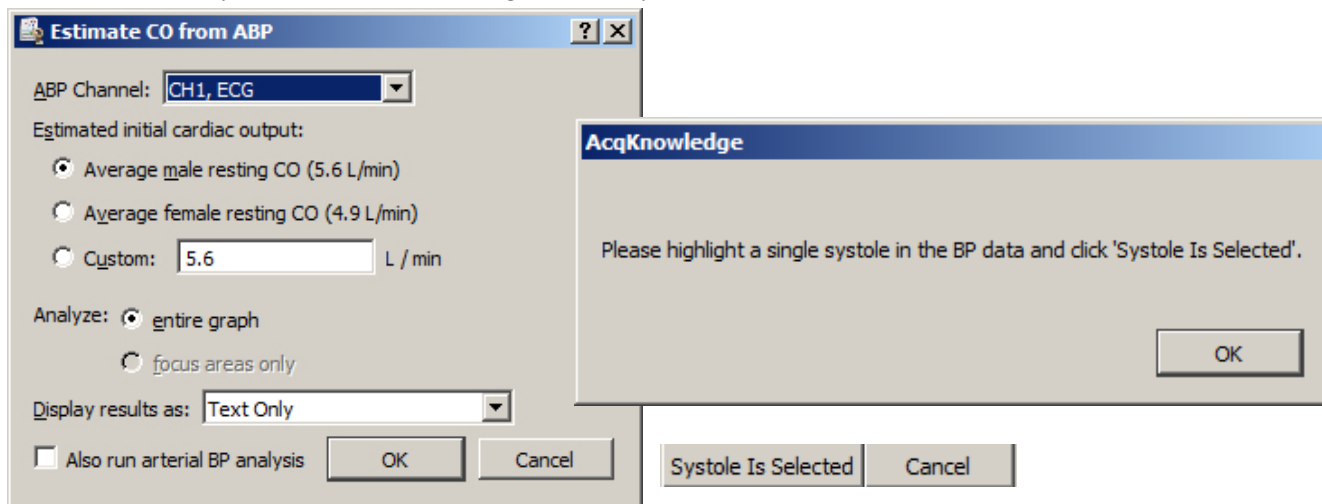 Estimate CO from ABP
ABP Channel: CH1, ECG
Estimated initial cardiac output:
Average male resting CO (5.6 L/min)
Average female resting CO (4.9 L/min)
Custom: 5.6 L / min
Analyze: entire graph
focus areas only
Display results as: Text Only
Also run arterial BP analysis OK Cancel
AcqKnowledge
Please highlight a single systole in the BP data and click 'Systole Is Selected'.
OK
Systole Is Selected Cancel